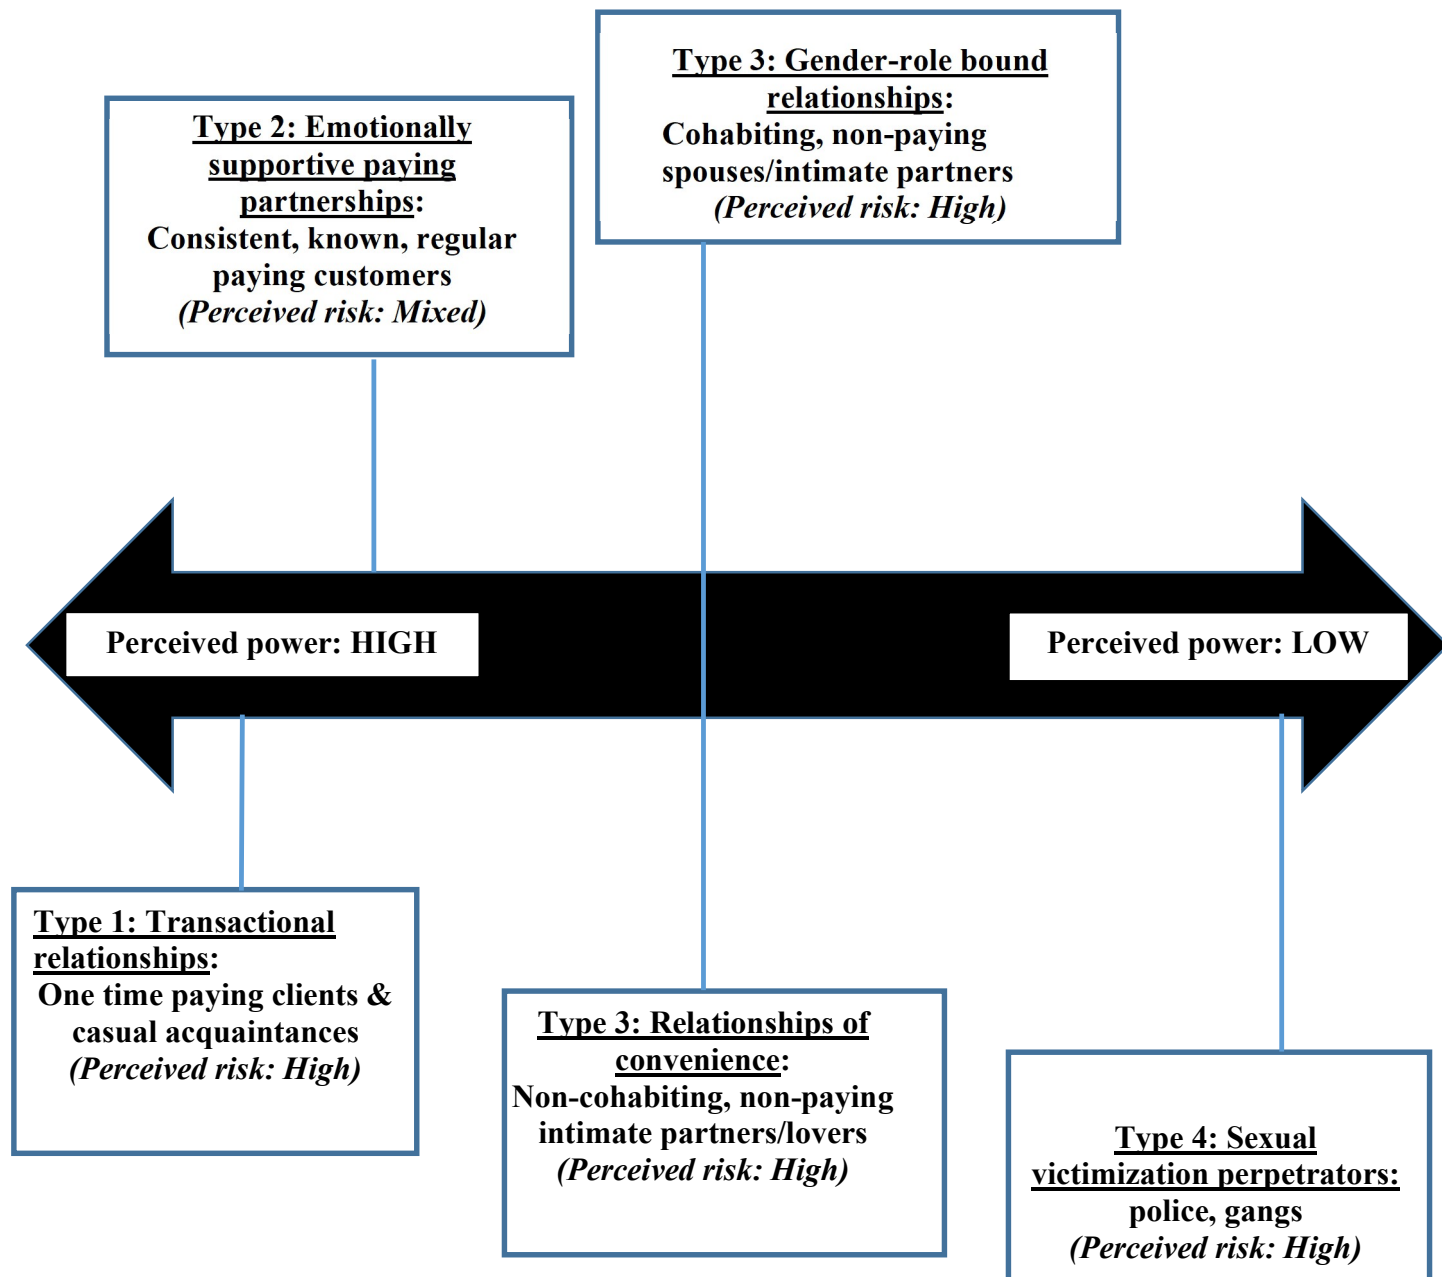 Type 3: Gender-role bound
relationships:
Cohabiting, non-paying
spouses/intimate partners
(Perceived risk: High)
Type 2: Emotionally
supportive paying
partnerships:
Consistent, known, regular
paying customers
(Perceived risk: Mixed)
Perceived power: HIGH
Perceived power: LOW
Type 1: Transactional
relationships:
One time paying clients &
casual acquaintances
(Perceived risk: High)
Type 3: Relationships of
convenience:
Non-cohabiting, non-paying
intimate partners/lovers
(Perceived risk: High)
Type 4: Sexual
victimization perpetrators:
police, gangs
(Perceived risk: High)